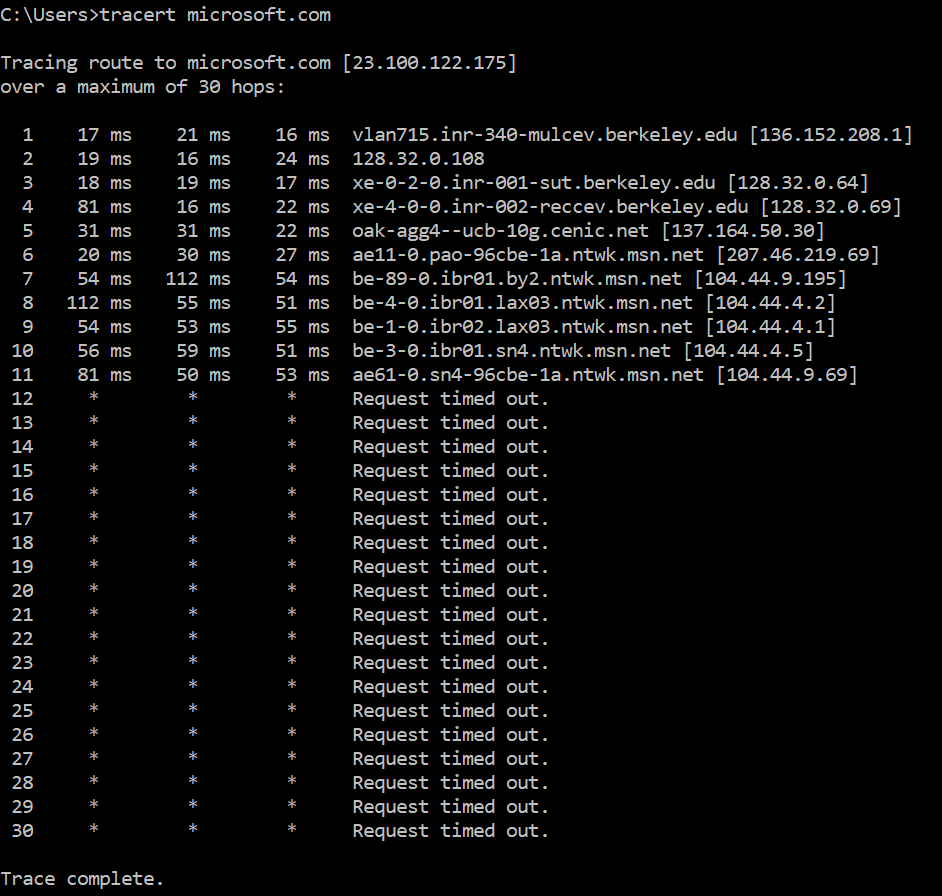 C:\Users>tracert microsoft.com
Tracing route to microsoft.com [23.100.122.175]
over a maximum of 30 hops:
1 17 ms 21 ms 16 ms vlan715.inr-340-mulcev.berkeley.edu [136.152.208.1]
2 19 ms 16 ms 24 ms 128.32.0.108
3 18 ms 19 ms 17 ms xe-0-2-0.inr-001-sut.berkeley.edu [128.32.0.64]
4 81 ms 16 ms 22 ms xe-4-0-0.inr-002-reccev.berkeley.edu [128.32.0.69]
5 31 ms 31 ms 22 ms oak-agg4--ucb-10g.cenic.net [137.164.50.30]
6 20 ms 30 ms 27 ms ae11-0.pao-96cbe-1a.ntwk.msn.net [207.46.219.69]
7 54 ms 112 ms 54 ms be-89-0.ibr01.by2.ntwk.msn.net [104.44.9.195]
8 112 ms 55 ms 51 ms be-4-0.ibr01.lax03.ntwk.msn.net [104.44.4.2]
9 54 ms 53 ms 55 ms be-1-0.ibr02.lax03.ntwk.msn.net [104.44.4.1]
10 56 ms 59 ms 51 ms be-3-0.ibr01.sn4.ntwk.msn.net [104.44.4.5]
11 81 ms 50 ms 53 ms ae61-0.sn4-96cbe-1a.ntwk.msn.net [104.44.9.69]
12 * * * Request timed out.
13 * * * Request timed out.
14 * * * Request timed out.
15 * * * Request timed out.
16 * * * Request timed out.
17 * * * Request timed out.
18 * * * Request timed out.
19 * * * Request timed out.
20 * * * Request timed out.
21 * * * Request timed out.
22 * * * Request timed out.
23 * * * Request timed out.
24 * * * Request timed out.
25 * * * Request timed out.
26 * * * Request timed out.
27 * * * Request timed out.
28 * * * Request timed out.
29 * * * Request timed out.
30 * * * Request timed out.
Trace complete.